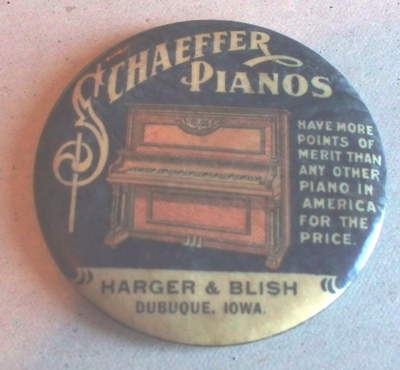 SCHAEFFER
PIANOS
HAVE MORE
POINTS OF
MERIT THAN
ANY OTHER
PIANO IN
AMERICA
FOR THE
PRICE.
HARGER & BLISH
DUBUQUE, IOWA.